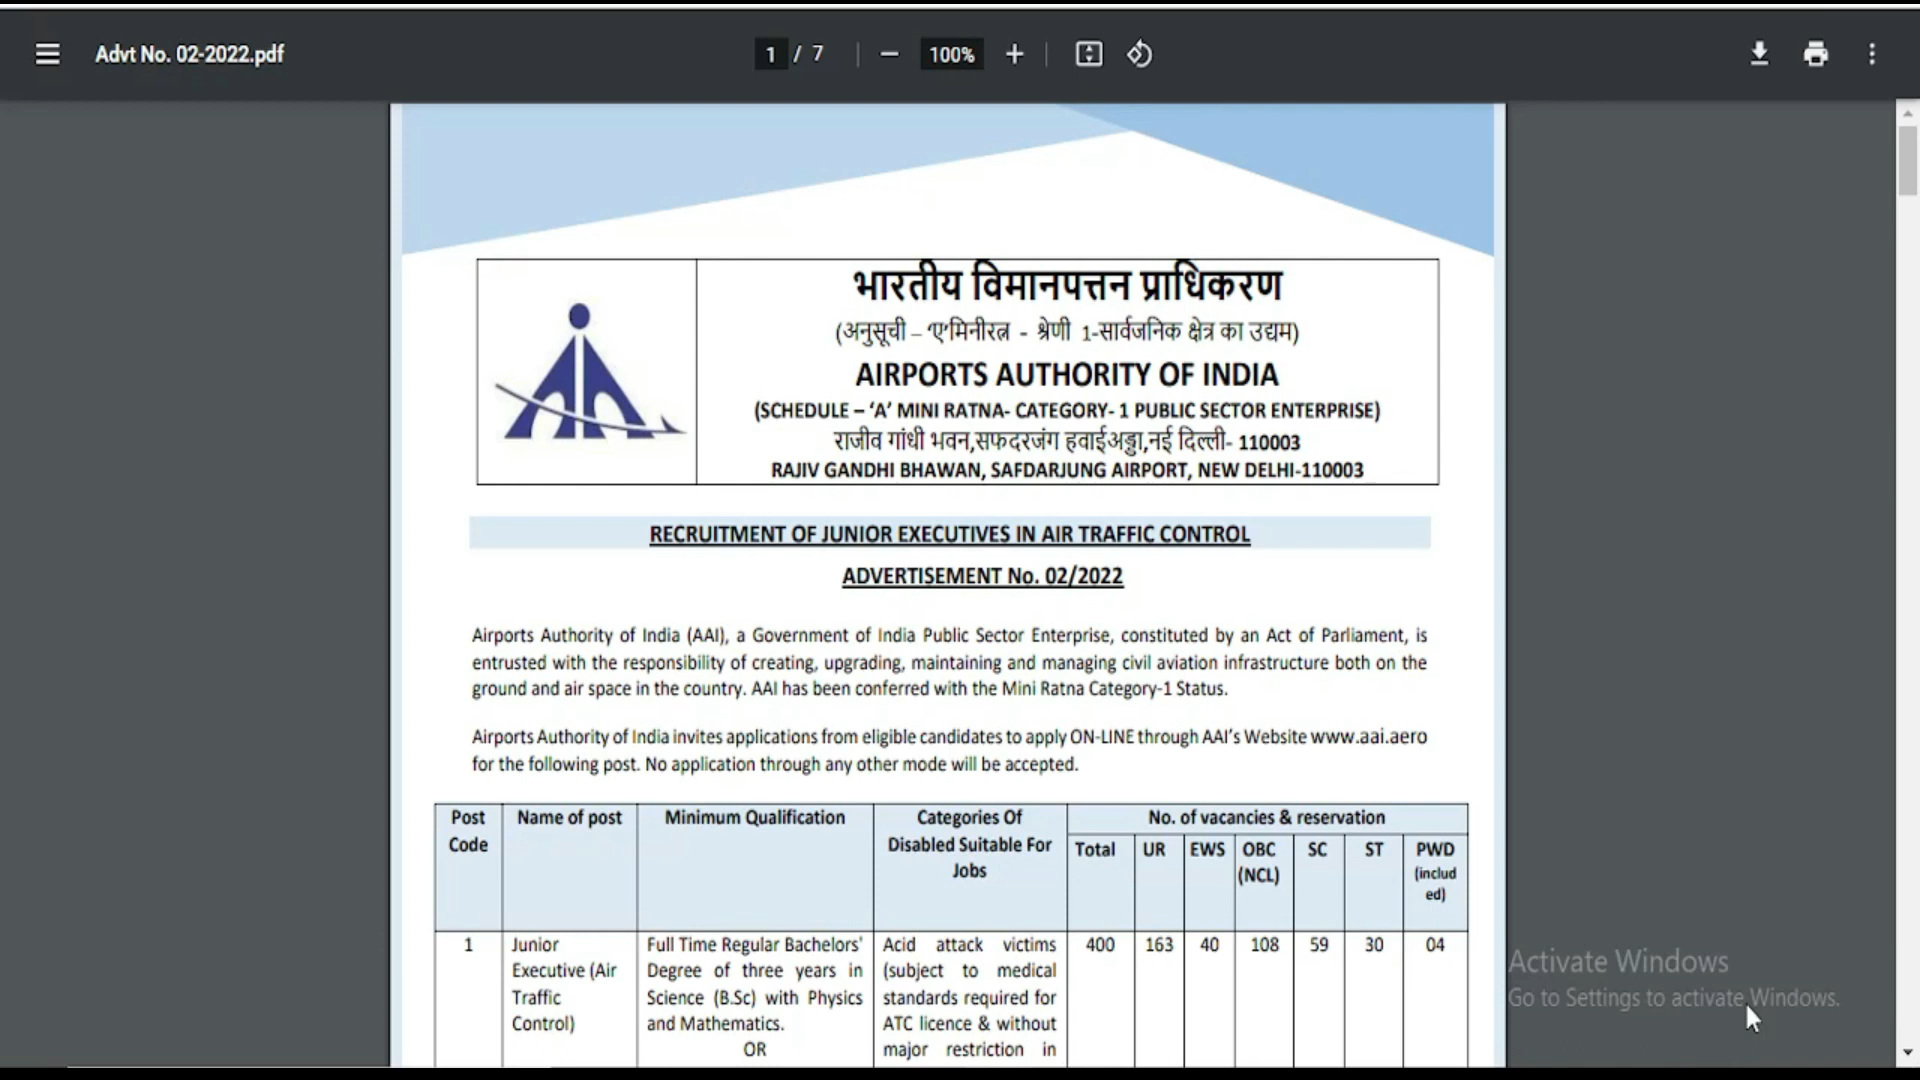 Advt No. 02-2022.pdf
1 / 7
100%
भारतीय विमानपत्तन प्राधिकरण
(अनुसूची – ‘ए’मिनीरत्न - श्रेणी 1-सार्वजनिक क्षेत्र का उद्यम)
AIRPORTS AUTHORITY OF INDIA
(SCHEDULE – ‘A’ MINI RATNA- CATEGORY- 1 PUBLIC SECTOR ENTERPRISE)
राजीव गांधी भवन,सफदरजंग हवाईअड्डा,नई दिल्ली- 110003
RAJIV GANDHI BHAWAN, SAFDARJUNG AIRPORT, NEW DELHI-110003
RECRUITMENT OF JUNIOR EXECUTIVES IN AIR TRAFFIC CONTROL
ADVERTISEMENT No. 02/2022
Airports Authority of India (AAI), a Government of India Public Sector Enterprise, constituted by an Act of Parliament, is
entrusted with the responsibility of creating, upgrading, maintaining and managing civil aviation infrastructure both on the
ground and air space in the country. AAI has been conferred with the Mini Ratna Category-1 Status.
Airports Authority of India invites applications from eligible candidates to apply ON-LINE through AAI’s Website www.aai.aero
for the following post. No application through any other mode will be accepted.
Post Name of post Minimum Qualification Categories Of No. of vacancies & reservation
Code Disabled Suitable For Total UR EWS OBC SC ST PWD
Jobs (NCL) (includ
ed)
1 Junior Full Time Regular Bachelors' Acid attack victims 400 163 40 108 59 30 04
Executive (Air Degree of three years in (subject to medical
Traffic Science (B.Sc) with Physics standards required for
Control) and Mathematics. ATC licence & without
OR major restriction in
Activate Windows
Go to Settings to activate Windows.